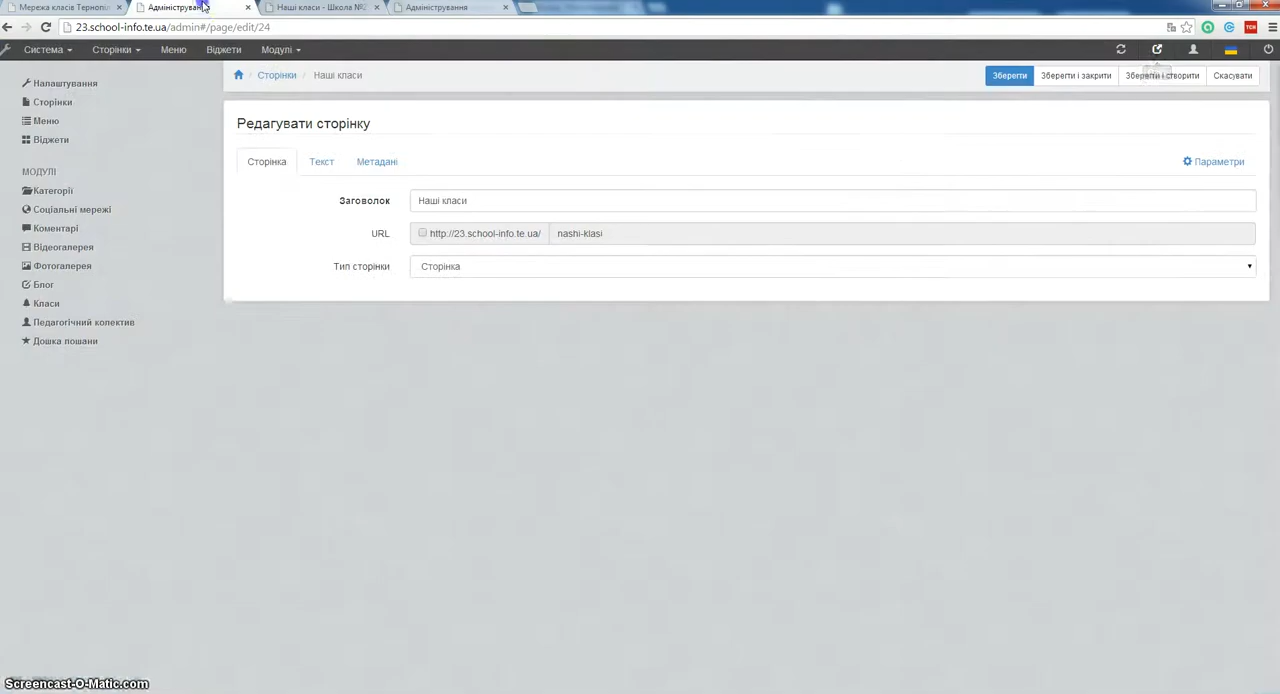 Мережа класів Тернопіл
Адміністрування
Наші класи - Школа №2
Адміністрування
23.school-info.te.ua/admin#/page/edit/24
Система
Сторінки
Меню
Віджети
Модулі
Налаштування
Сторінки
Меню
Віджети
МОДУЛІ
Категорії
Соціальні мережі
Коментарі
Відеогалерея
Фотогалерея
Блог
Класи
Педагогічний колектив
Дошка пошани
Сторінки / Наші класи
Зберегти
Зберегти і закрити
Зберегти і створити
Скасувати
Редагувати сторінку
Сторінка
Текст
Метадані
Параметри
Заголовок
Наші класи
URL
http://23.school-info.te.ua/
nashi-klasi
Тип сторінки
Сторінка
Screencast-O-Matic.com